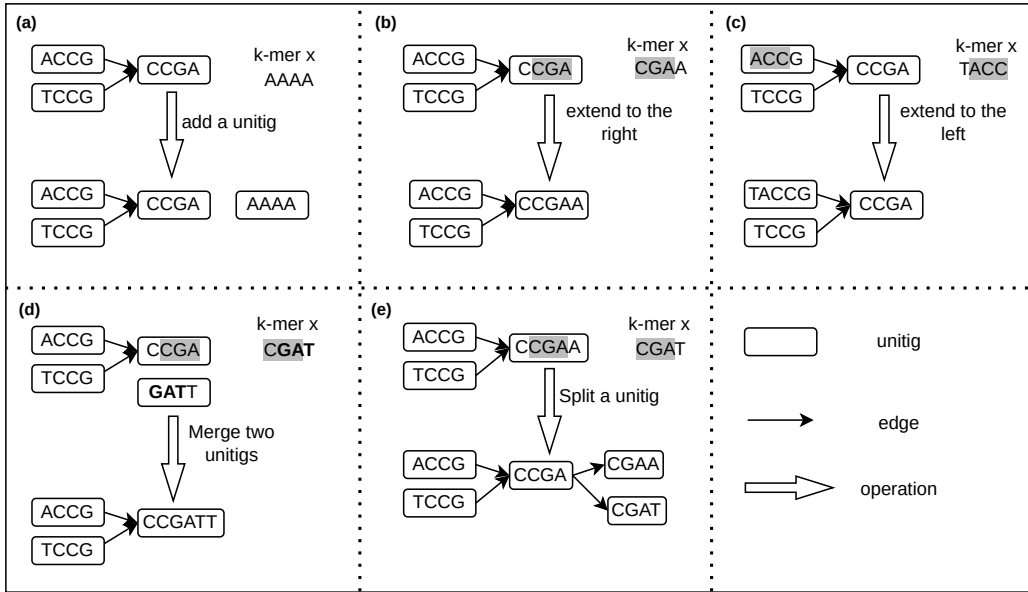 (a)
ACCG
CCGA
k-mer x
AAAA
TCCG
add a unitig
ACCG
CCGA
AAAA
TCCG
(b)
ACCG
CCGA
k-mer x
CGAA
TCCG
extend to the
right
ACCG
CCGAA
TCCG
(c)
ACCG
CCGA
k-mer x
TACC
TCCG
extend to the
left
TACCG
CCGA
TCCG
(d)
ACCG
CCGA
k-mer x
CGAT
TCCG
GATT
Merge two
unitigs
ACCG
CCGATT
TCCG
(e)
ACCG
CCGAA
k-mer x
CGAT
TCCG
Split a unitig
ACCG
CCGA
CGAA
TCCG
CGAT
unitig
edge
operation